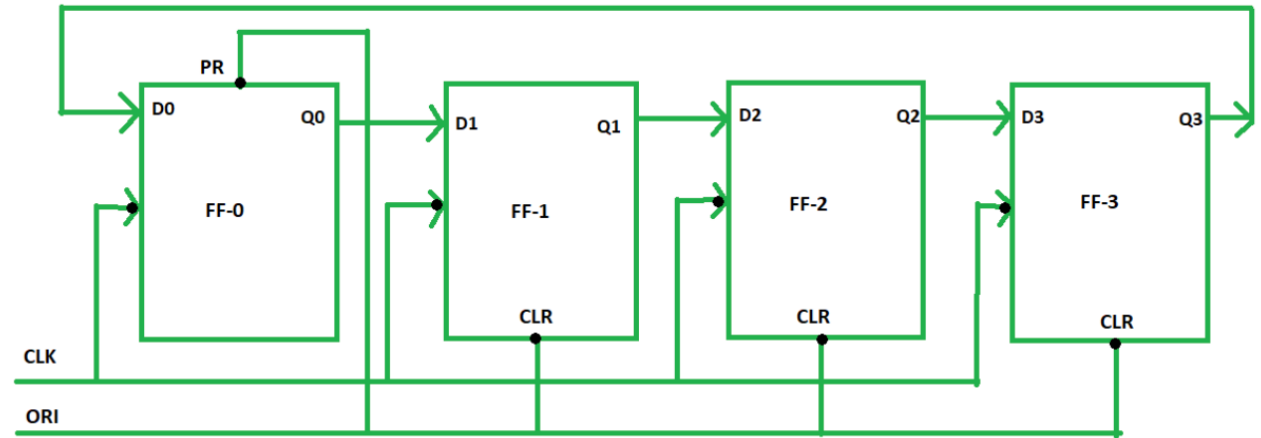 PR
D0
Q0
D1
Q1
D2
Q2
D3
Q3
FF-0
FF-1
FF-2
FF-3
CLR
CLR
CLR
CLK
ORI